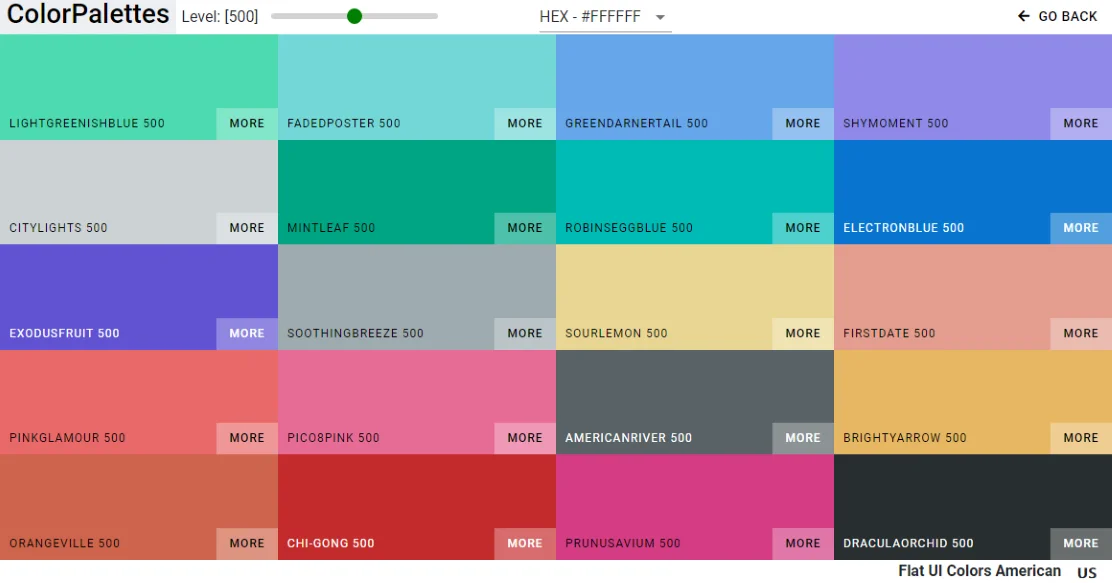 ColorPalettes Level: [500] HEX - #FFFFFF GO BACK
LIGHTGREENISHBLUE 500 MORE FADEDPOSTER 500 MORE GREENDARNERTAIL 500 MORE SHYMOMENT 500 MORE
CITYLIGHTS 500 MORE MINTLEAF 500 MORE ROBINSEGGBLUE 500 MORE ELECTRONBLUE 500 MORE
EXODUSFRUIT 500 MORE SOOTHINGBREEZE 500 MORE SOURLEMON 500 MORE FIRSTDATE 500 MORE
PINKGLAMOUR 500 MORE PICO8PINK 500 MORE AMERICANRIVER 500 MORE BRIGHTYARROW 500 MORE
ORANGEVILLE 500 MORE CHI-GONG 500 MORE PRUNUSAVIUM 500 MORE DRACULAORCHID 500 MORE
Flat UI Colors American US